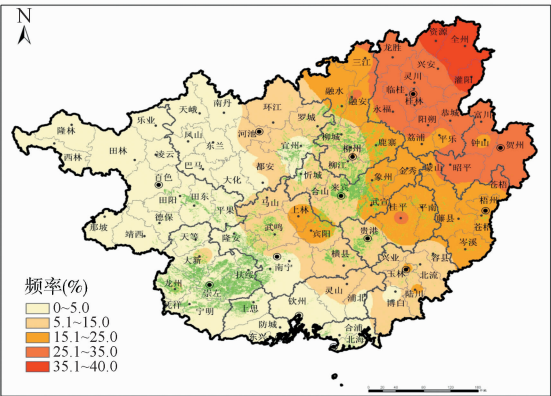 N
资源
全州
龙胜
兴安
三江
灵川
灌阳
融水
临桂
桂林
南丹
融安
永福
阳朔
恭城
富川
天峨
环江
罗城
乐业
河池
柳城
鹿寨
荔浦
平乐
钟山
贺州
隆林
凤山
东兰
宜州
柳州
田林
凌云
西林
巴马
都安
忻城
柳江
象州
金秀
蒙山
昭平
百色
大化
合山
来宾
苍梧
田阳
田东
平果
马山
武宣
桂平
平南
梧州
那坡
德保
上林
藤县
苍梧
靖西
天等
隆安
武鸣
宾阳
贵港
岑溪
大新
横县
兴业
容县
扶绥
南宁
玉林
北流
龙州
崇左
灵山
浦北
陆川
凭祥
宁明
上思
钦州
博白
防城
东兴
合浦
北海
频率(%)
0~5.0
5.1~15.0
15.1~25.0
25.1~35.0
35.1~40.0